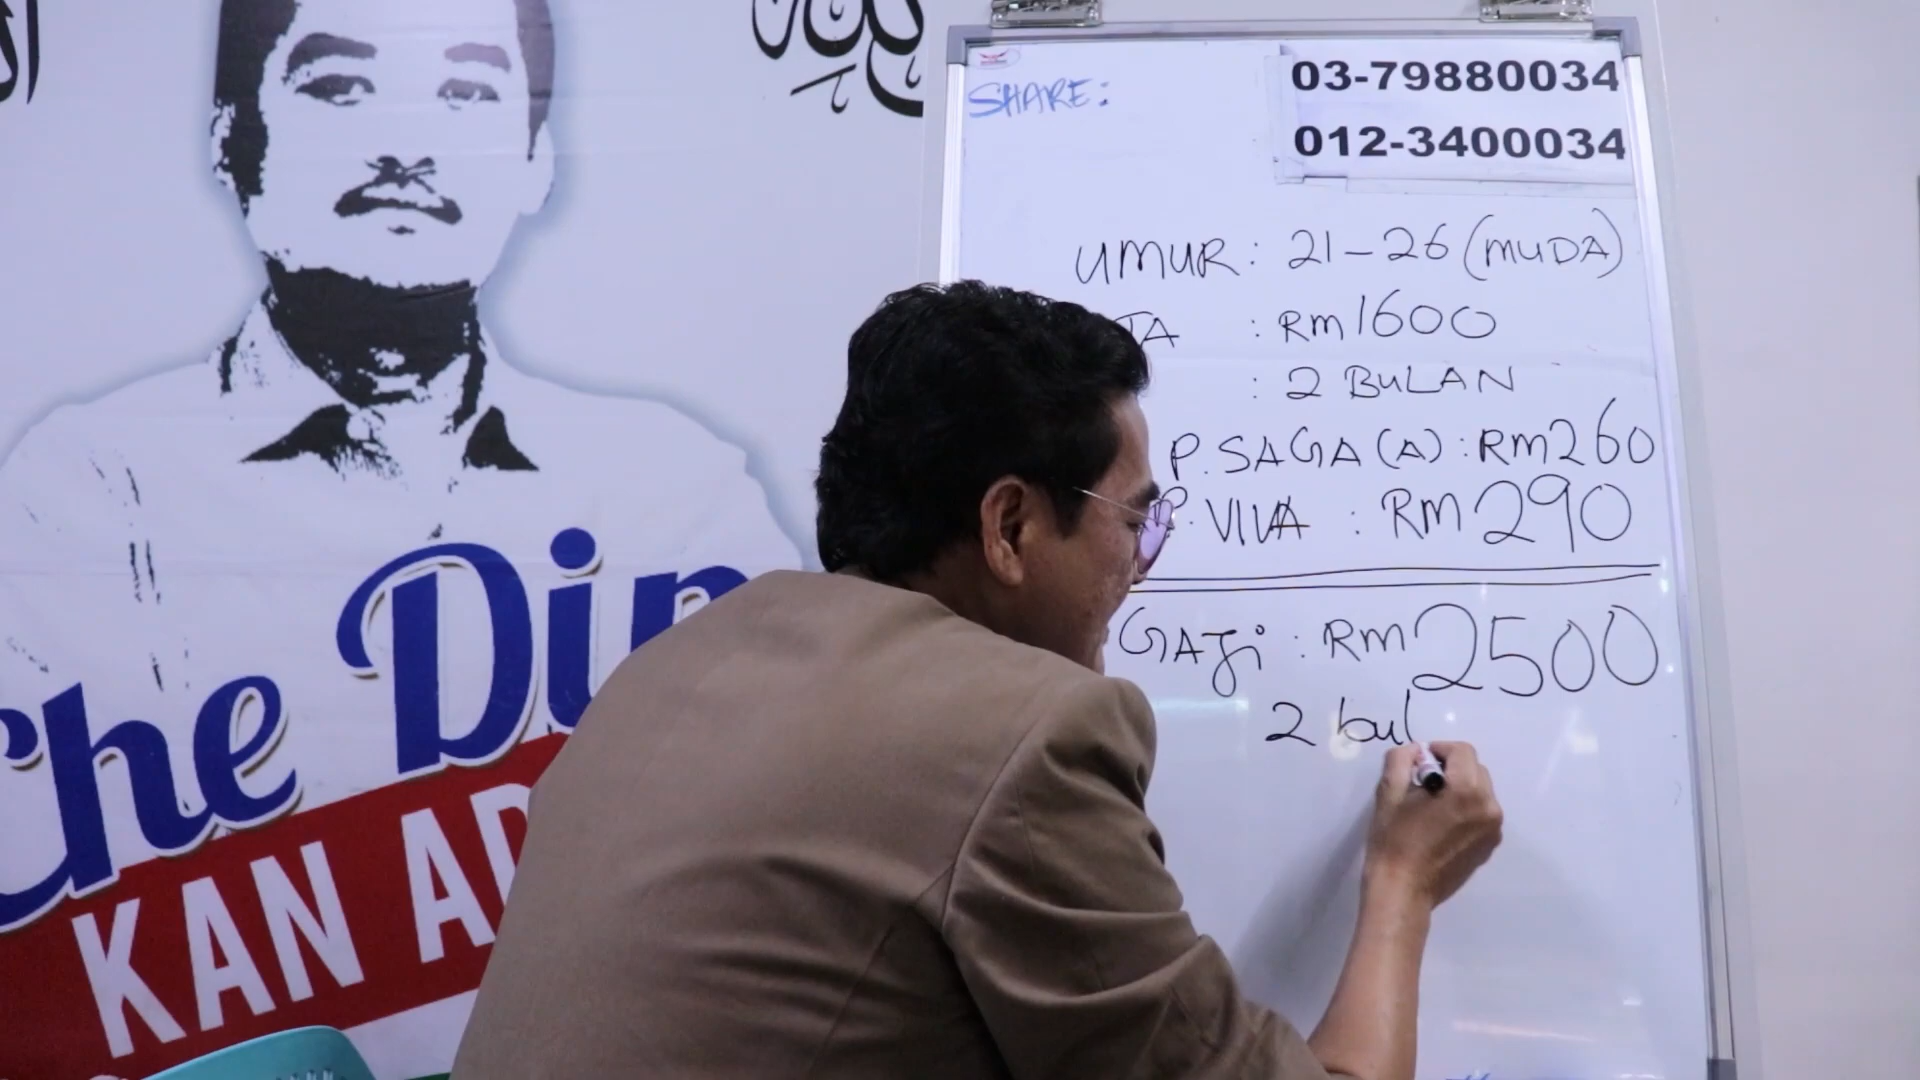 SHARE:
03-79880034
012-3400034
UMUR: 21-26 (MUDA)
: RM1600
: 2 BULAN
P. SAGA (A) : RM260
P. VIVA : RM290
GAJi : RM2500
2 bul
Che Din
KAN AD